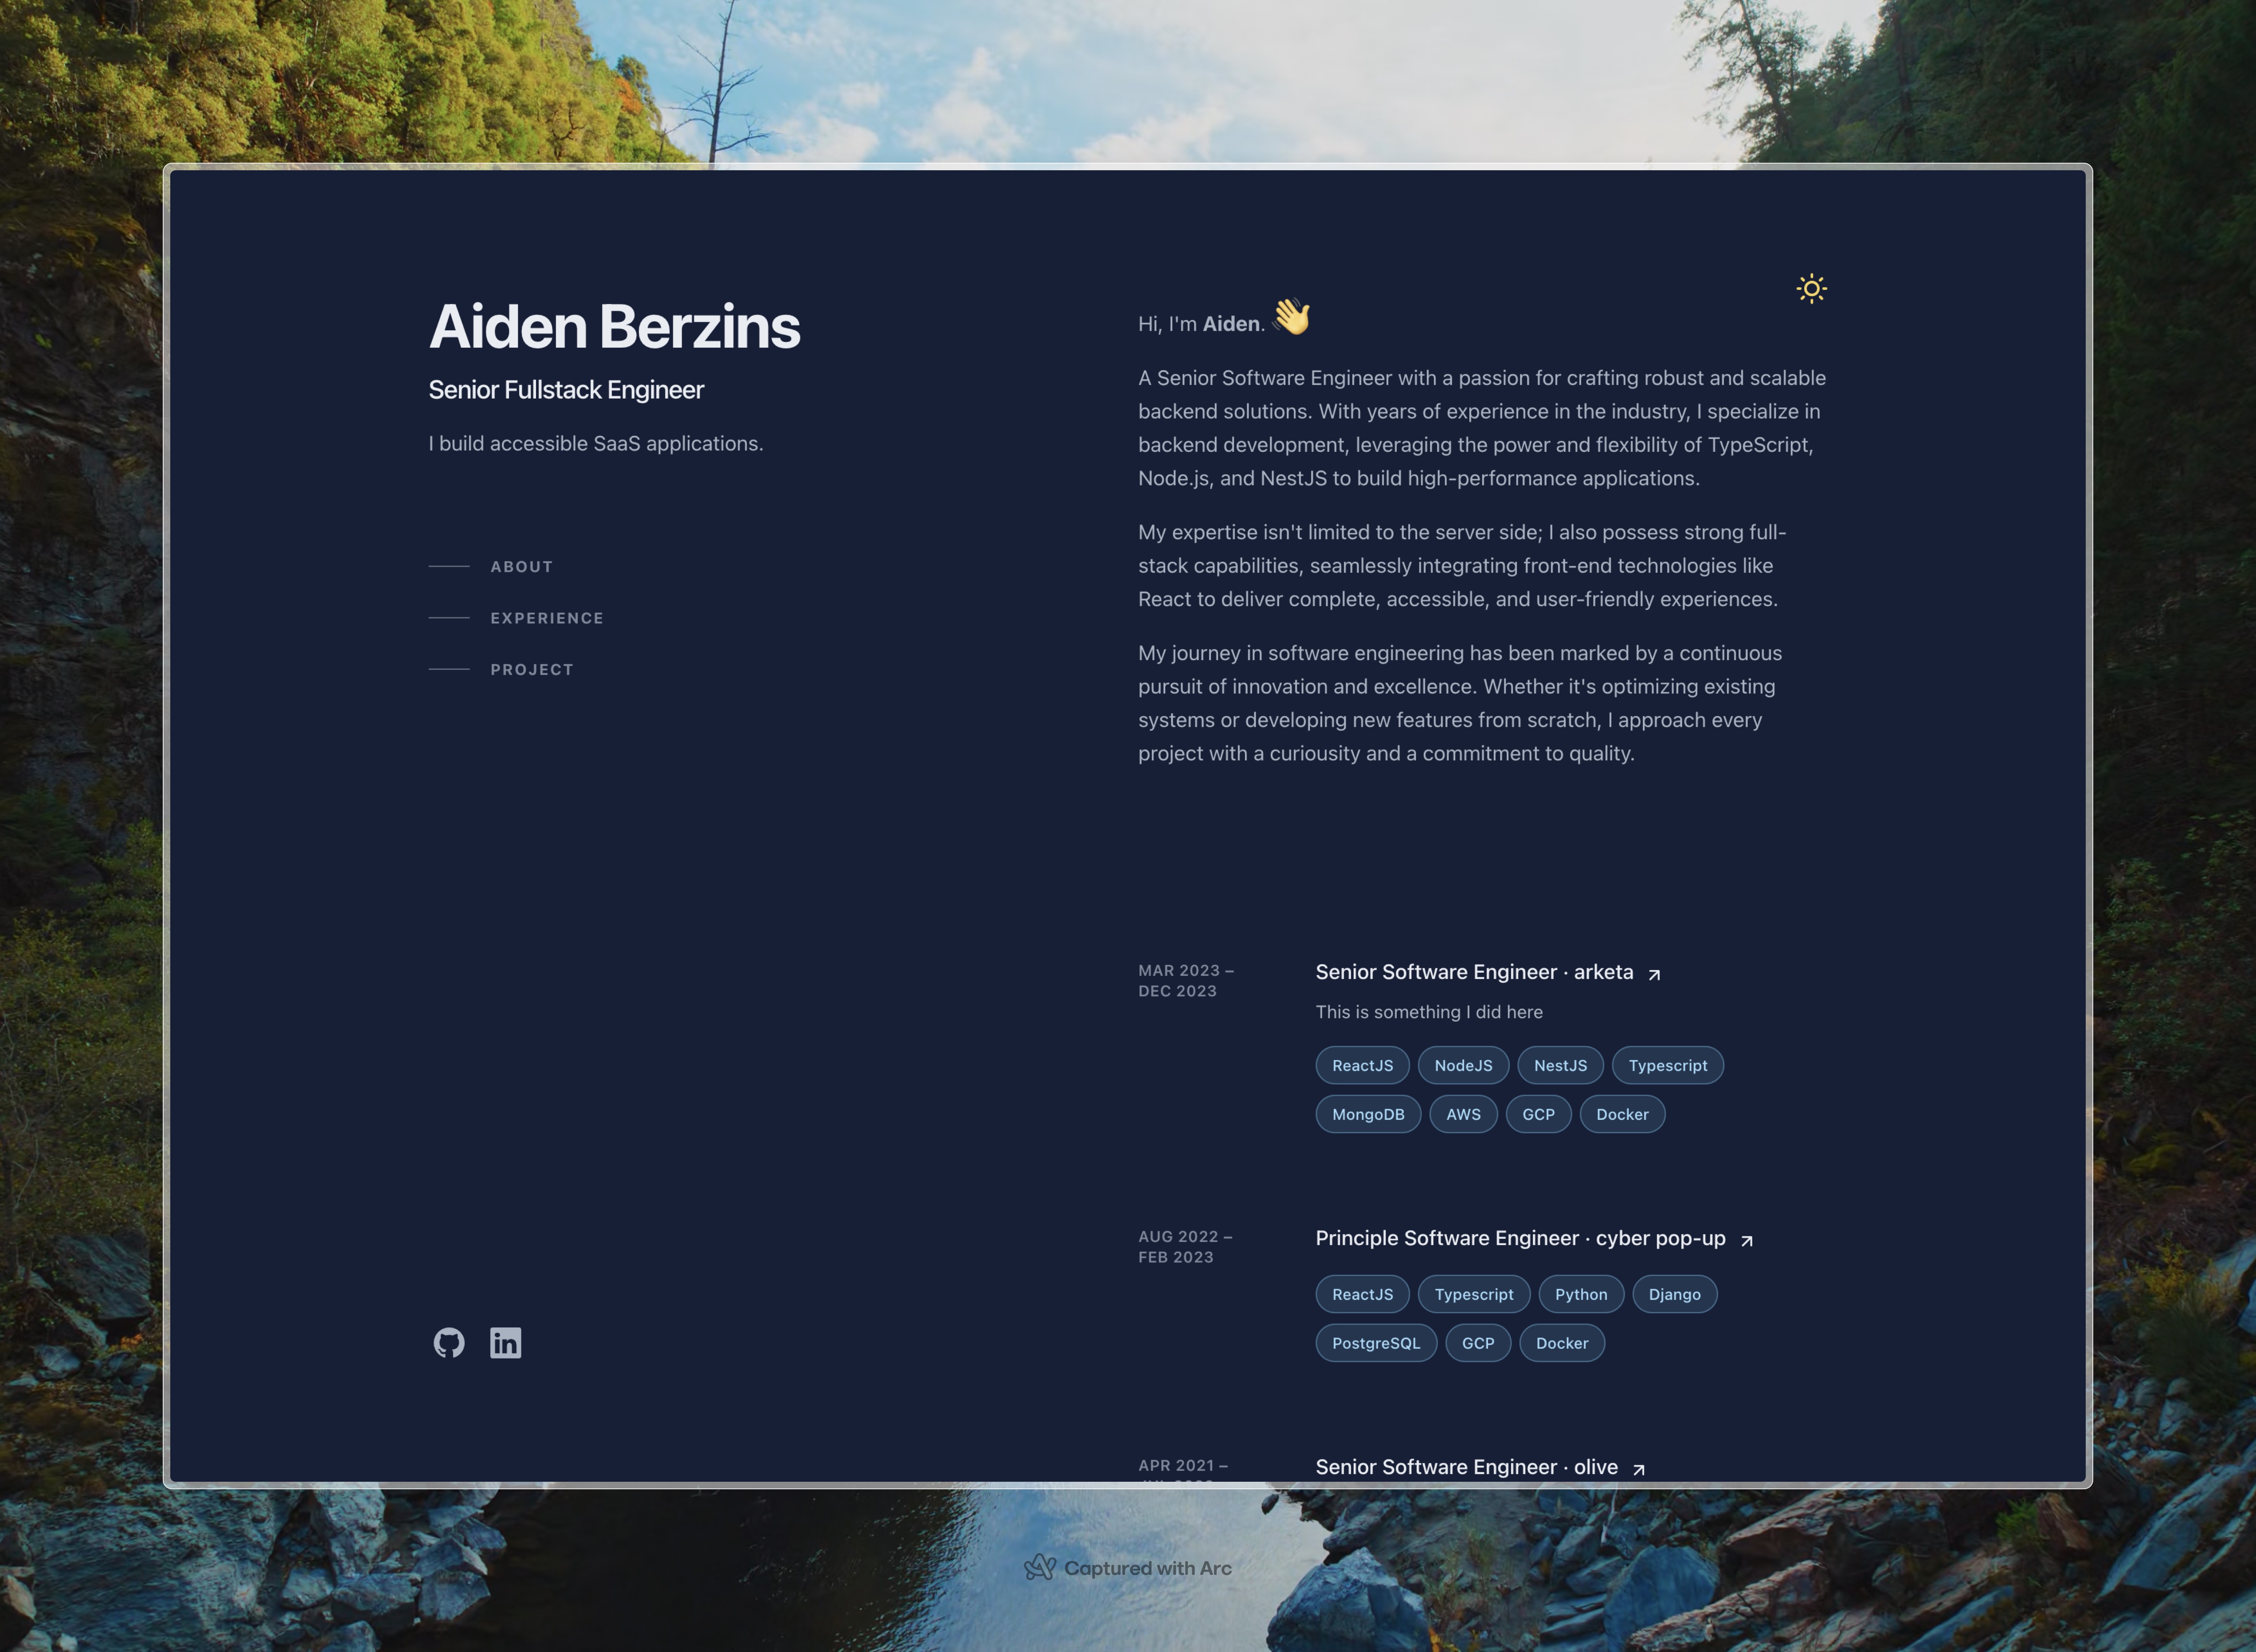 Aiden Berzins
Senior Fullstack Engineer
I build accessible SaaS applications.
ABOUT
EXPERIENCE
PROJECT
Hi, I'm Aiden. 👋
A Senior Software Engineer with a passion for crafting robust and scalable
backend solutions. With years of experience in the industry, I specialize in
backend development, leveraging the power and flexibility of TypeScript,
Node.js, and NestJS to build high-performance applications.
My expertise isn't limited to the server side; I also possess strong full-
stack capabilities, seamlessly integrating front-end technologies like
React to deliver complete, accessible, and user-friendly experiences.
My journey in software engineering has been marked by a continuous
pursuit of innovation and excellence. Whether it's optimizing existing
systems or developing new features from scratch, I approach every
project with a curiousity and a commitment to quality.
MAR 2023 –
DEC 2023
Senior Software Engineer · arketa
This is something I did here
ReactJS NodeJS NestJS Typescript
MongoDB AWS GCP Docker
AUG 2022 –
FEB 2023
Principle Software Engineer · cyber pop-up
ReactJS Typescript Python Django
PostgreSQL GCP Docker
in
APR 2021 –
Senior Software Engineer · olive
Captured with Arc